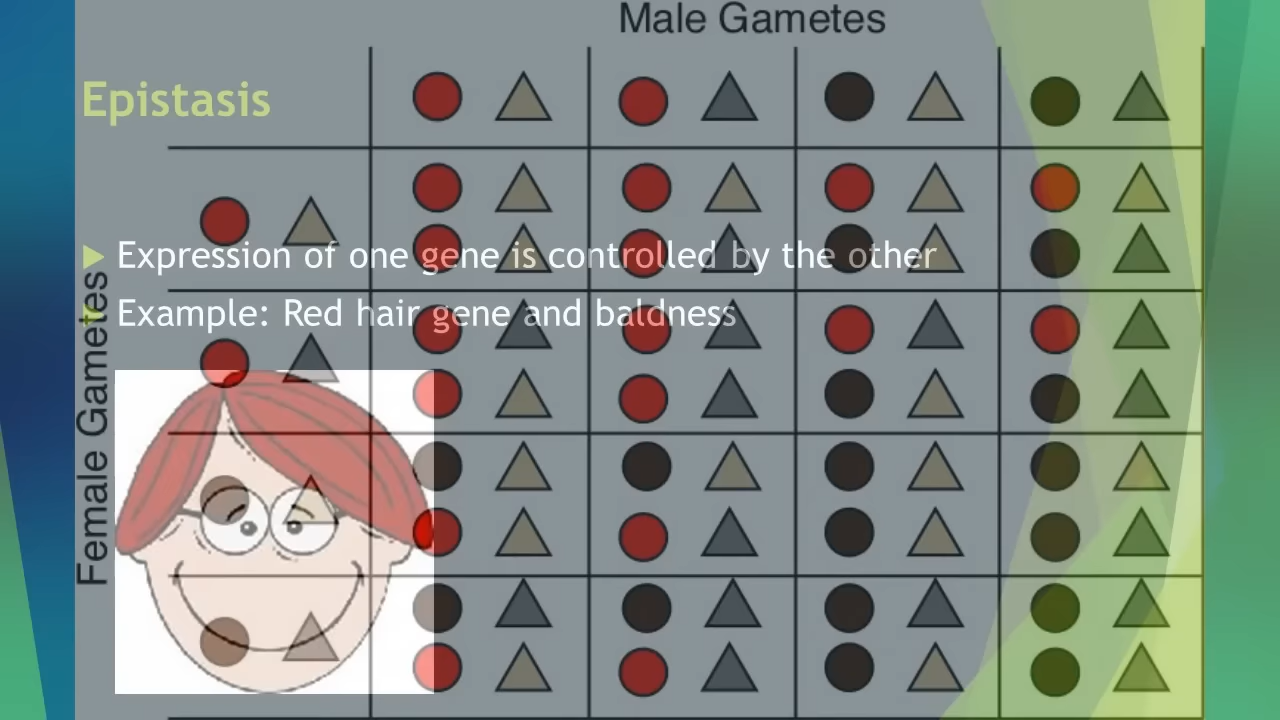 Male Gametes
Epistasis
Expression of one gene is controlled by the other
Example: Red hair gene and baldness
Female Gametes